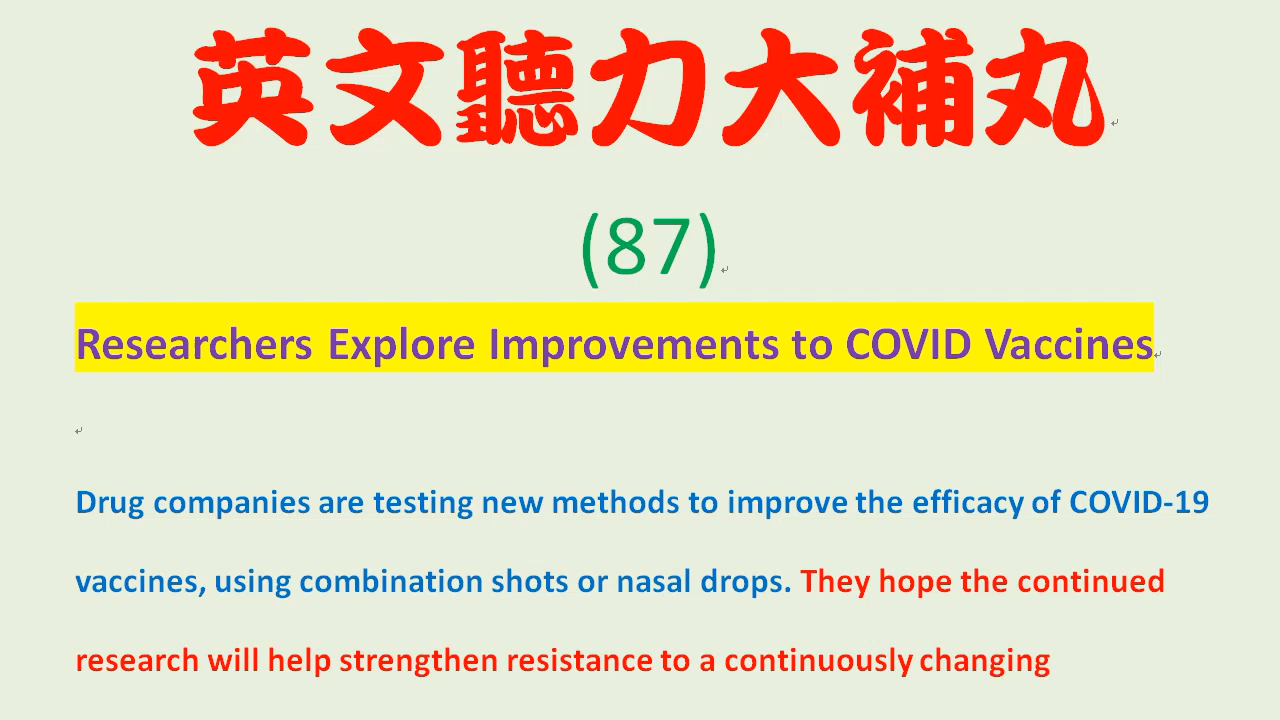 英文聽力大補丸
(87)
Researchers Explore Improvements to COVID Vaccines
Drug companies are testing new methods to improve the efficacy of COVID-19
vaccines, using combination shots or nasal drops. They hope the continued
research will help strengthen resistance to a continuously changing